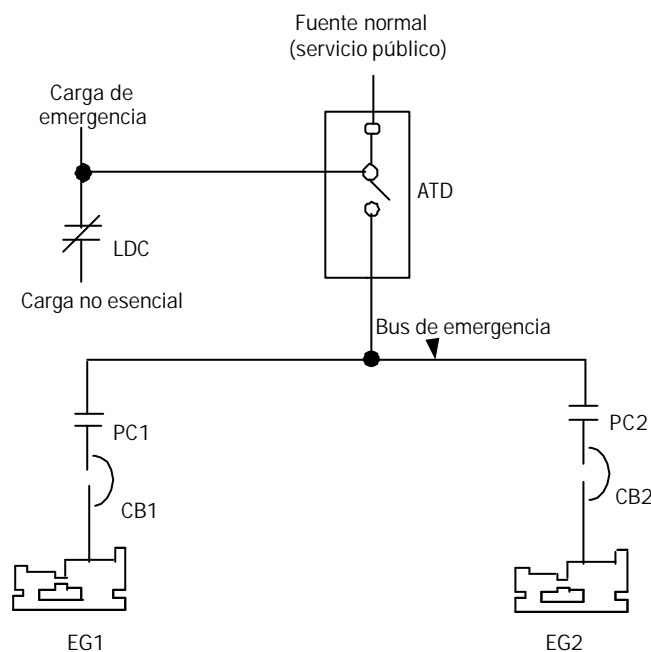 Fuente normal
(servicio público)
Carga de
emergencia
ATD
LDC
Carga no esencial
Bus de emergencia
PC1
PC2
CB1
CB2
EG1
EG2